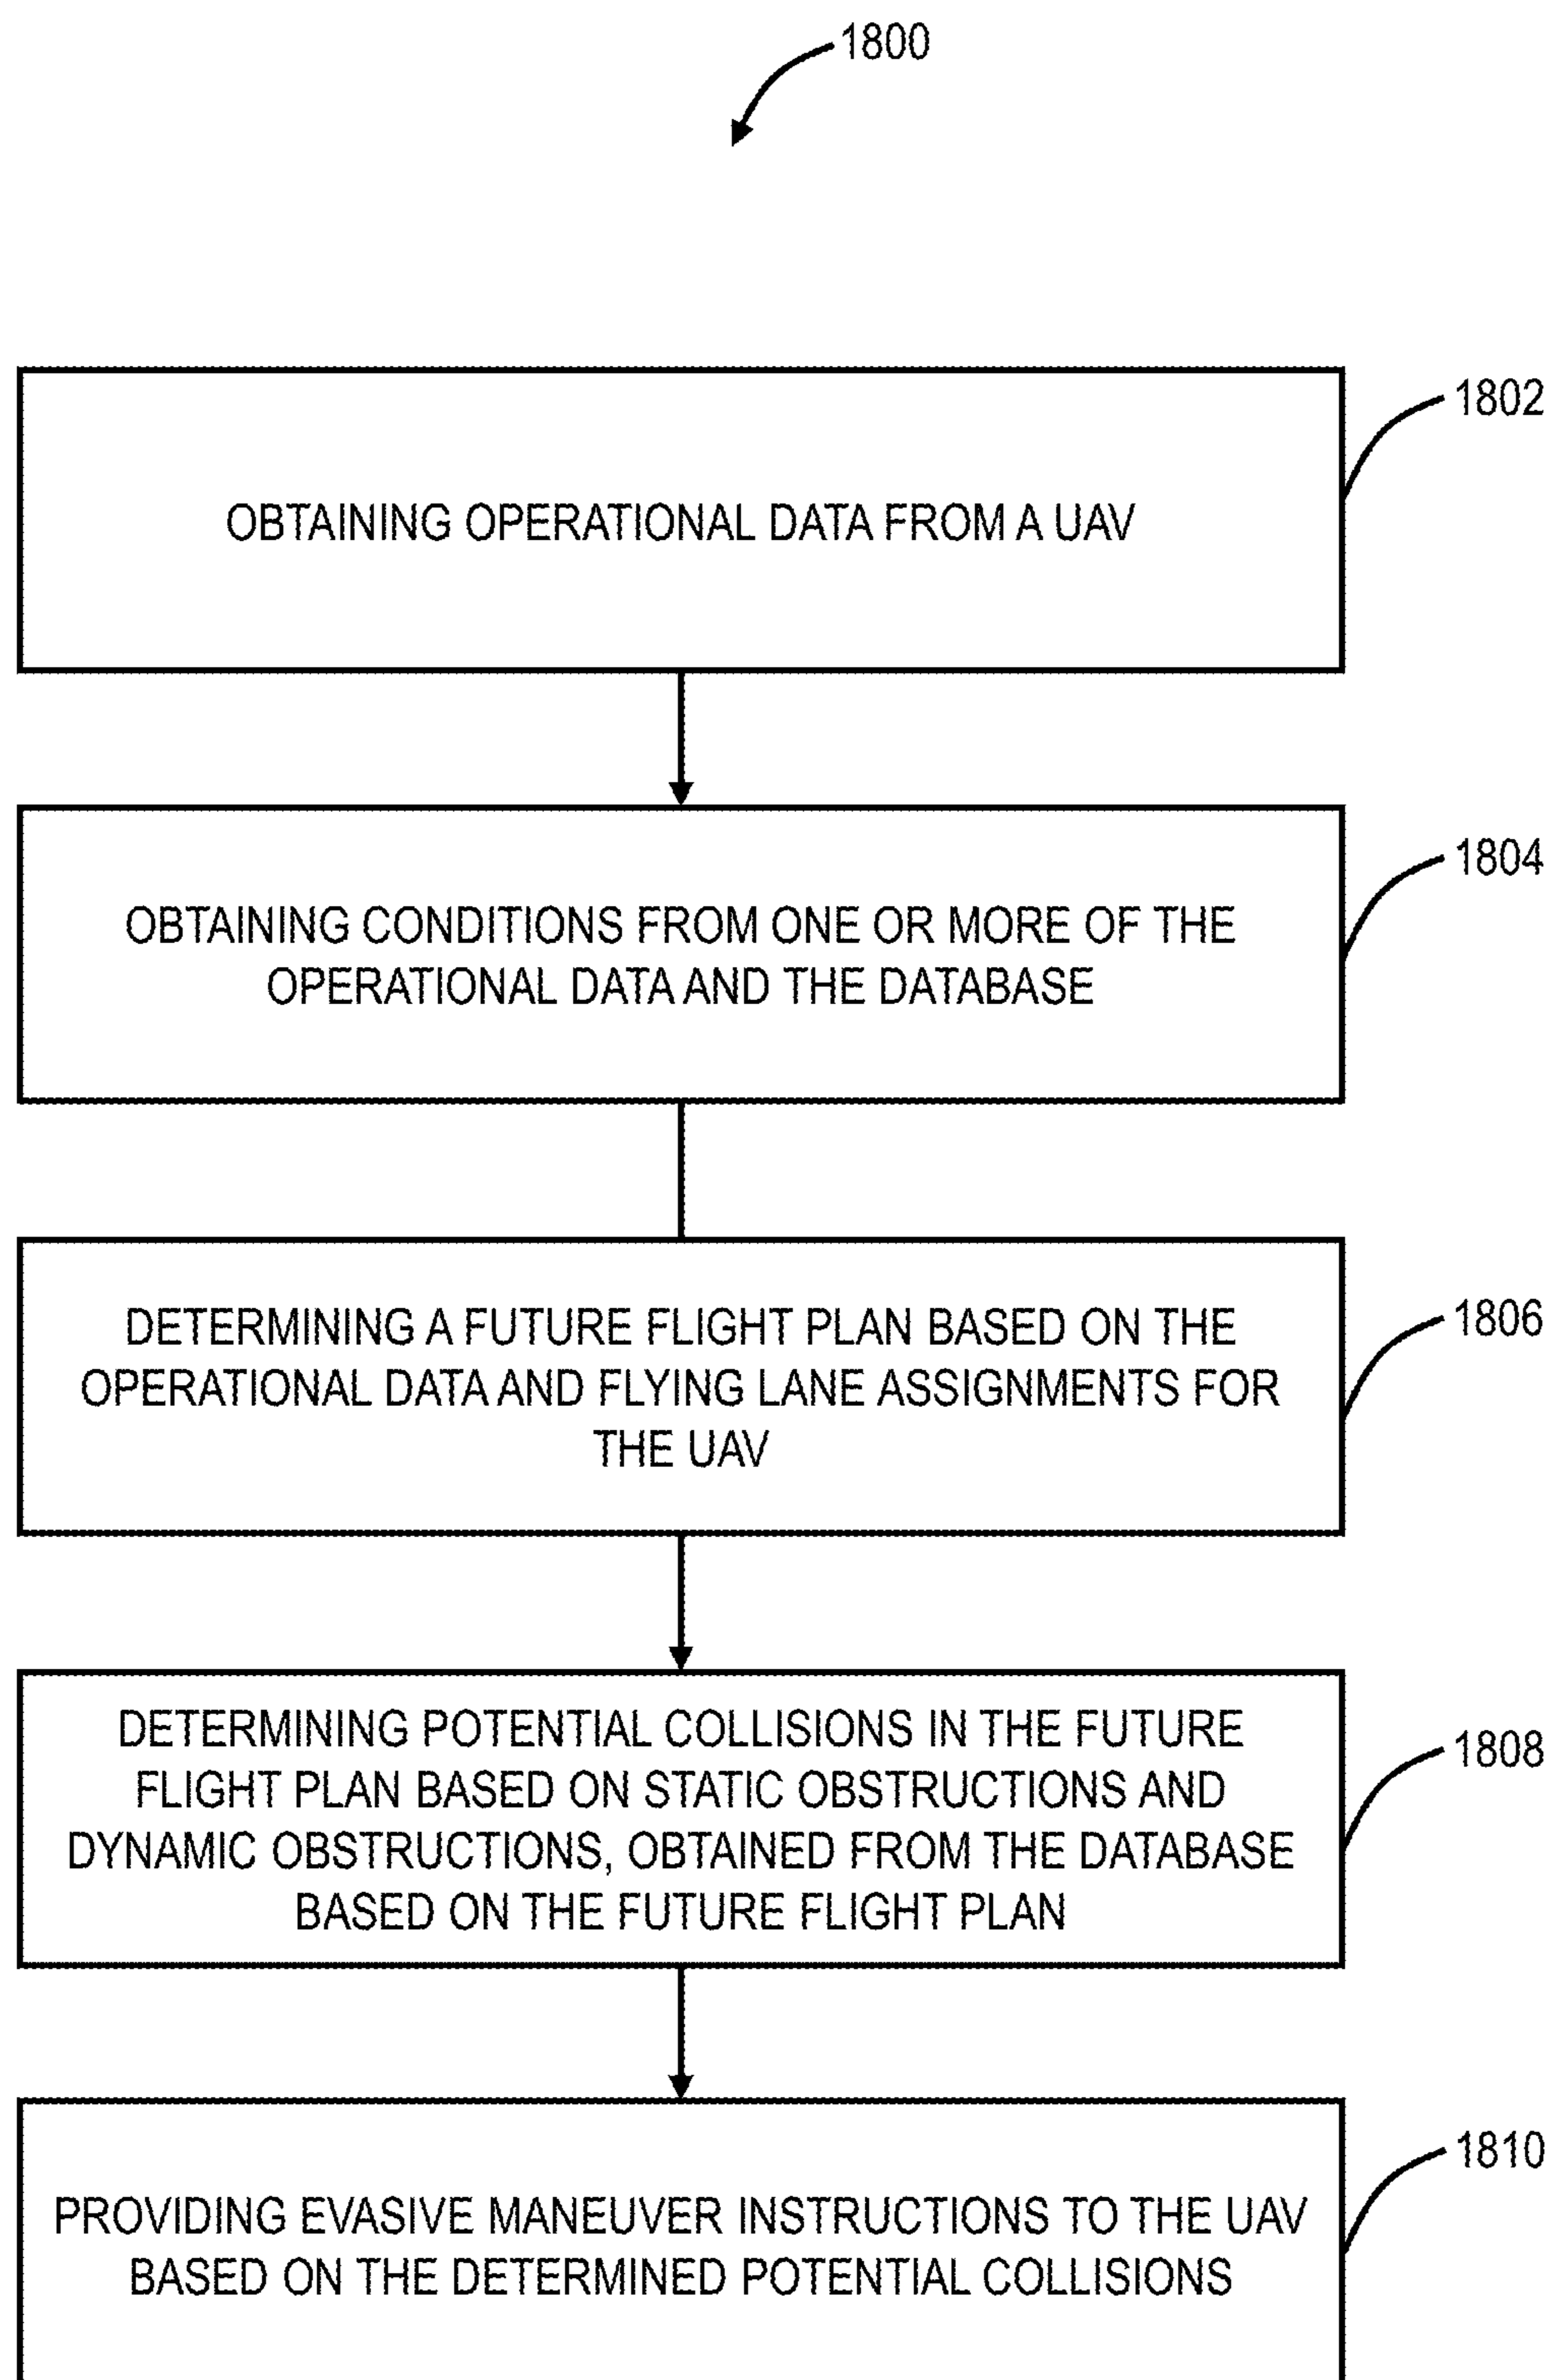 1800
1802
OBTAINING OPERATIONAL DATA FROM A UAV
1804
OBTAINING CONDITIONS FROM ONE OR MORE OF THE
OPERATIONAL DATA AND THE DATABASE
1806
DETERMINING A FUTURE FLIGHT PLAN BASED ON THE
OPERATIONAL DATA AND FLYING LANE ASSIGNMENTS FOR
THE UAV
1808
DETERMINING POTENTIAL COLLISIONS IN THE FUTURE
FLIGHT PLAN BASED ON STATIC OBSTRUCTIONS AND
DYNAMIC OBSTRUCTIONS, OBTAINED FROM THE DATABASE
BASED ON THE FUTURE FLIGHT PLAN
1810
PROVIDING EVASIVE MANEUVER INSTRUCTIONS TO THE UAV
BASED ON THE DETERMINED POTENTIAL COLLISIONS